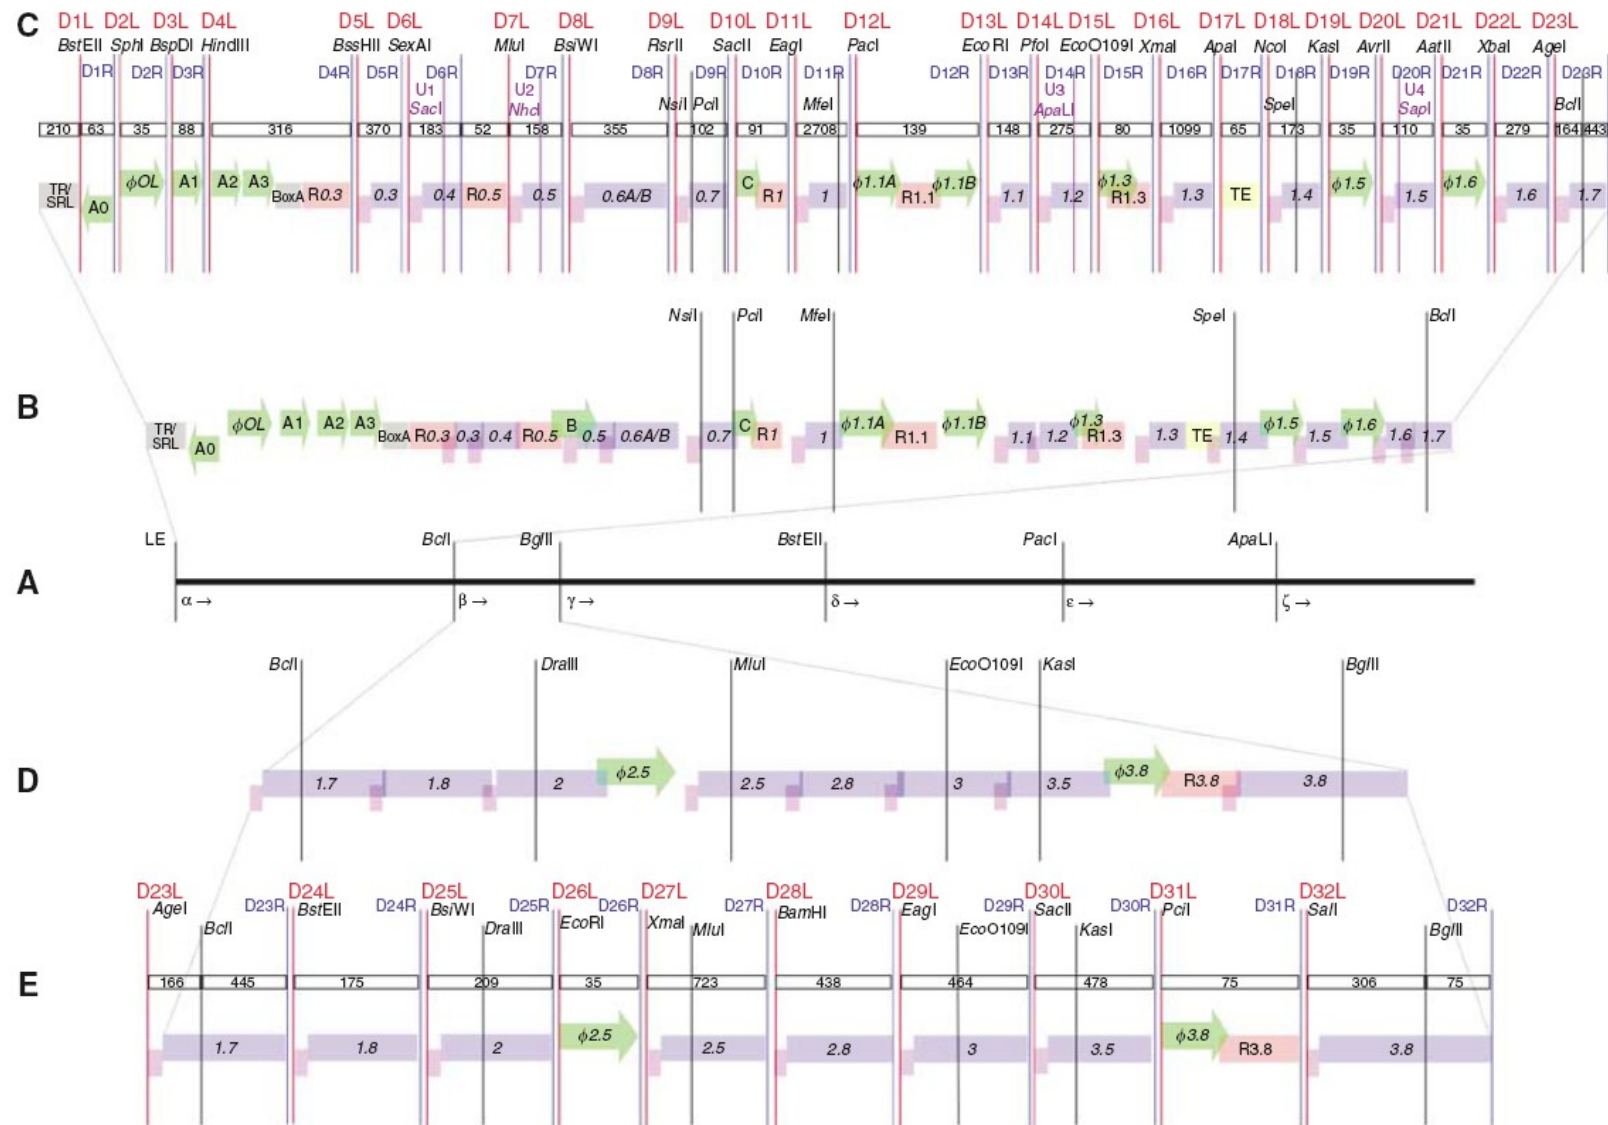 C
D1L D2L D3L D4L D5L D6L D7L D8L D9L D10L D11L D12L D13L D14L D15L D16L D17L D18L D19L D20L D21L D22L D23L
BstEII SphI BspDI HindIII BssHII SexAI MluI BsiWI RsrII SacII EagI PacI EcoRI PfoI EcoO109I XmaI ApaI NcoI KasI AvrII AatII XbaI AgeI
D1R D2R D3R D4R D5R D6R D7R D8R D9R D10R D11R D12R D13R D14R D15R D16R D17R D18R D19R D20R D21R D22R D23R
U1 U2 U3 U4
SacI NheI NsiI PciI MfeI ApaLI SpeI SapI BclI
210 63 35 88 316 370 183 52 158 355 102 91 2708 139 148 275 80 1099 65 173 35 110 35 279 164 443
TR/SRL A0 ϕOL A1 A2 A3 BoxA R0.3 0.3 0.4 R0.5 0.5 0.6A/B 0.7 C R1 1 ϕ1.1A R1.1 ϕ1.1B 1.1 1.2 ϕ1.3 R1.3 1.3 TE 1.4 ϕ1.5 1.5 ϕ1.6 1.6 1.7
NsiI PciI MfeI SpeI BclI
B
TR/SRL A0 ϕOL A1 A2 A3 BoxA R0.3 0.3 0.4 R0.5 B 0.5 0.6A/B 0.7 C R1 1 ϕ1.1A R1.1 ϕ1.1B 1.1 1.2 ϕ1.3 R1.3 1.3 TE 1.4 ϕ1.5 1.5 ϕ1.6 1.6 1.7
LE BclI BglII BstEII PacI ApaLI
A
α→ β→ γ→ δ→ ε→ ζ→
BclI DraIII MluI EcoO109I KasI BglII
D
1.7 1.8 2 ϕ2.5 2.5 2.8 3 3.5 ϕ3.8 R3.8 3.8
D23L D24L D25L D26L D27L D28L D29L D30L D31L D32L
AgeI D23R BstEII D24R BsiWI D25R EcoRI D26R XmaI D27R BamHI D28R EagI D29R SacII D30R PciI D31R SalI D32R
BclI DraIII MluI EcoO109I KasI BglII
E
166 445 175 209 35 723 438 464 478 75 306 75
1.7 1.8 2 ϕ2.5 2.5 2.8 3 3.5 ϕ3.8 R3.8 3.8